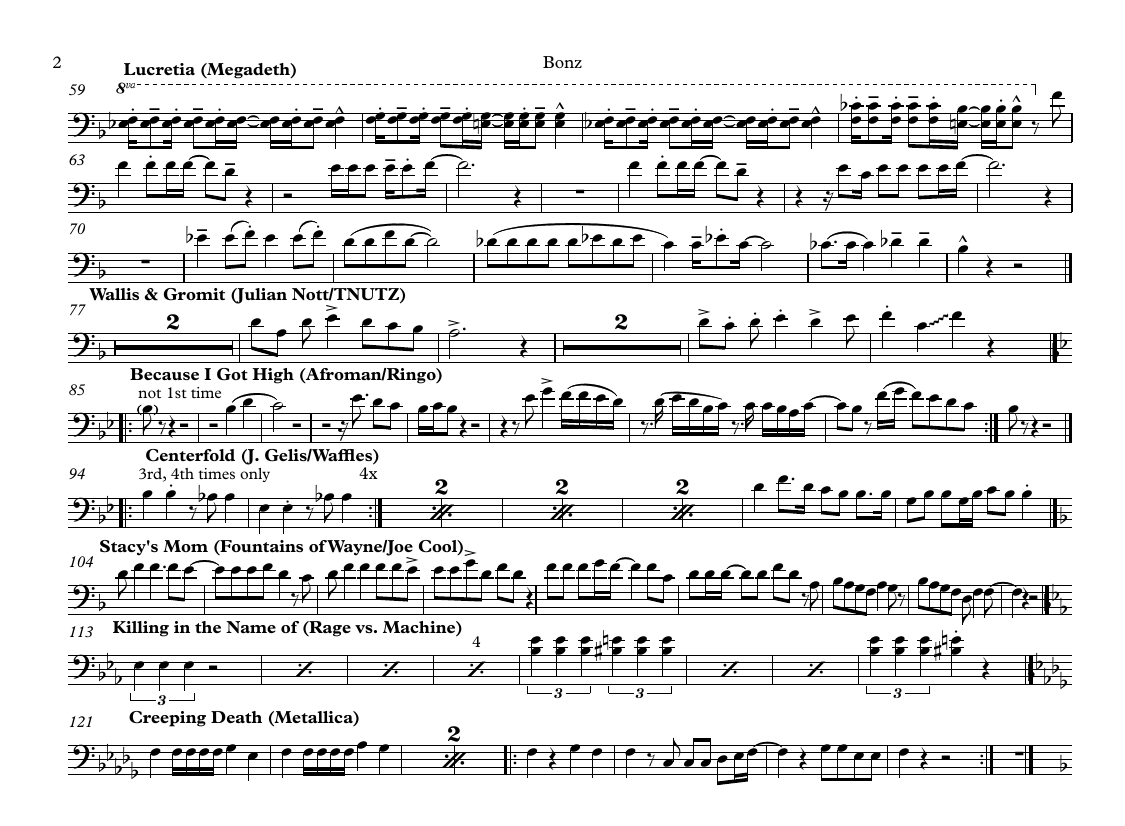 2
Bonz
Lucretia (Megadeth)
59
8va
63
70
Wallis & Gromit (Julian Nott/TNUTZ)
77
2
2
Because I Got High (Afroman/Ringo)
85
not 1st time
Centerfold (J. Gelis/Waffles)
94
3rd, 4th times only
4x
2
2
2
Stacy's Mom (Fountains of Wayne/Joe Cool)
104
Killing in the Name of (Rage vs. Machine)
113
4
3
3
3
3
Creeping Death (Metallica)
121
2